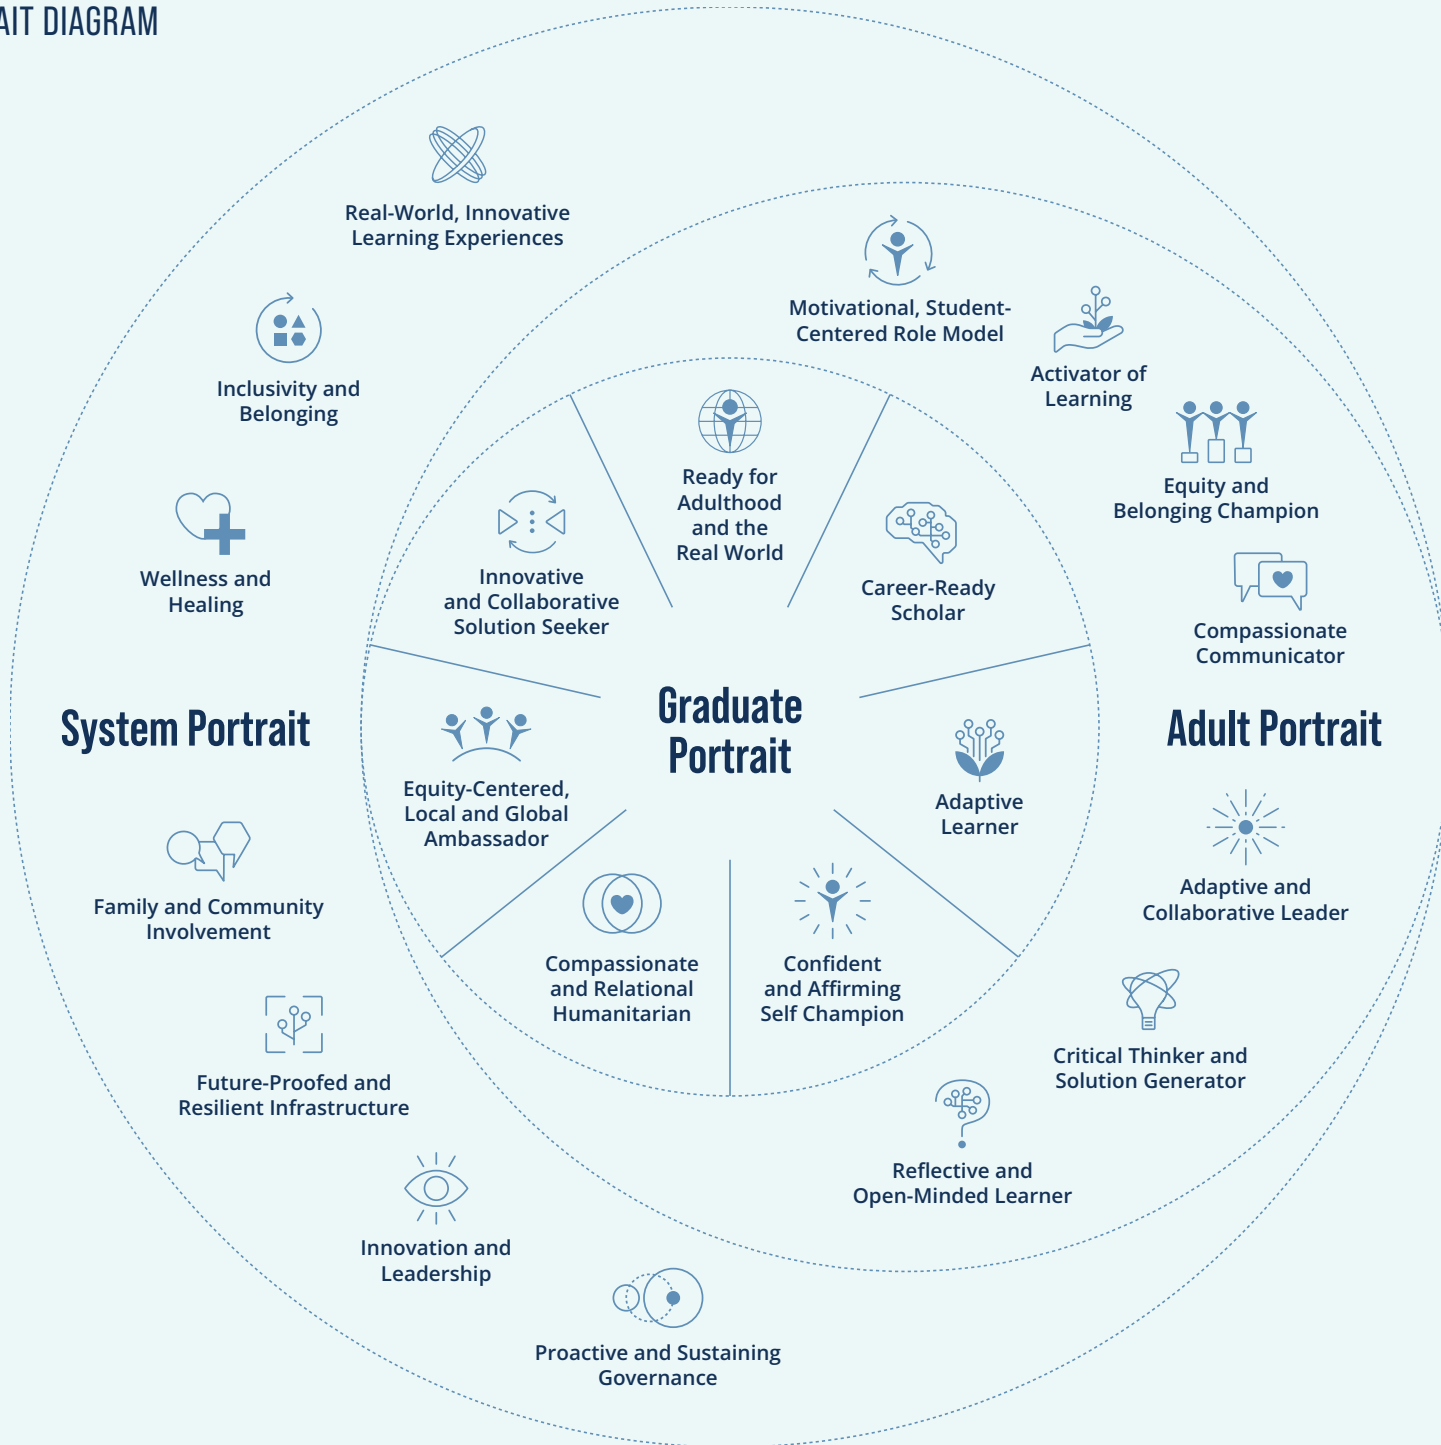 AIT DIAGRAM
Real-World, Innovative
Learning Experiences
Inclusivity and
Belonging
Wellness and
Healing
System Portrait
Family and Community
Involvement
Future-Proofed and
Resilient Infrastructure
Innovation and
Leadership
Proactive and Sustaining
Governance
Motivational, Student-
Centered Role Model
Activator of
Learning
Equity and
Belonging Champion
Compassionate
Communicator
Adult Portrait
Adaptive and
Collaborative Leader
Critical Thinker and
Solution Generator
Reflective and
Open-Minded Learner
Ready for
Adulthood
and the
Real World
Career-Ready
Scholar
Adaptive
Learner
Confident
and Affirming
Self Champion
Compassionate
and Relational
Humanitarian
Equity-Centered,
Local and Global
Ambassador
Innovative
and Collaborative
Solution Seeker
Graduate
Portrait